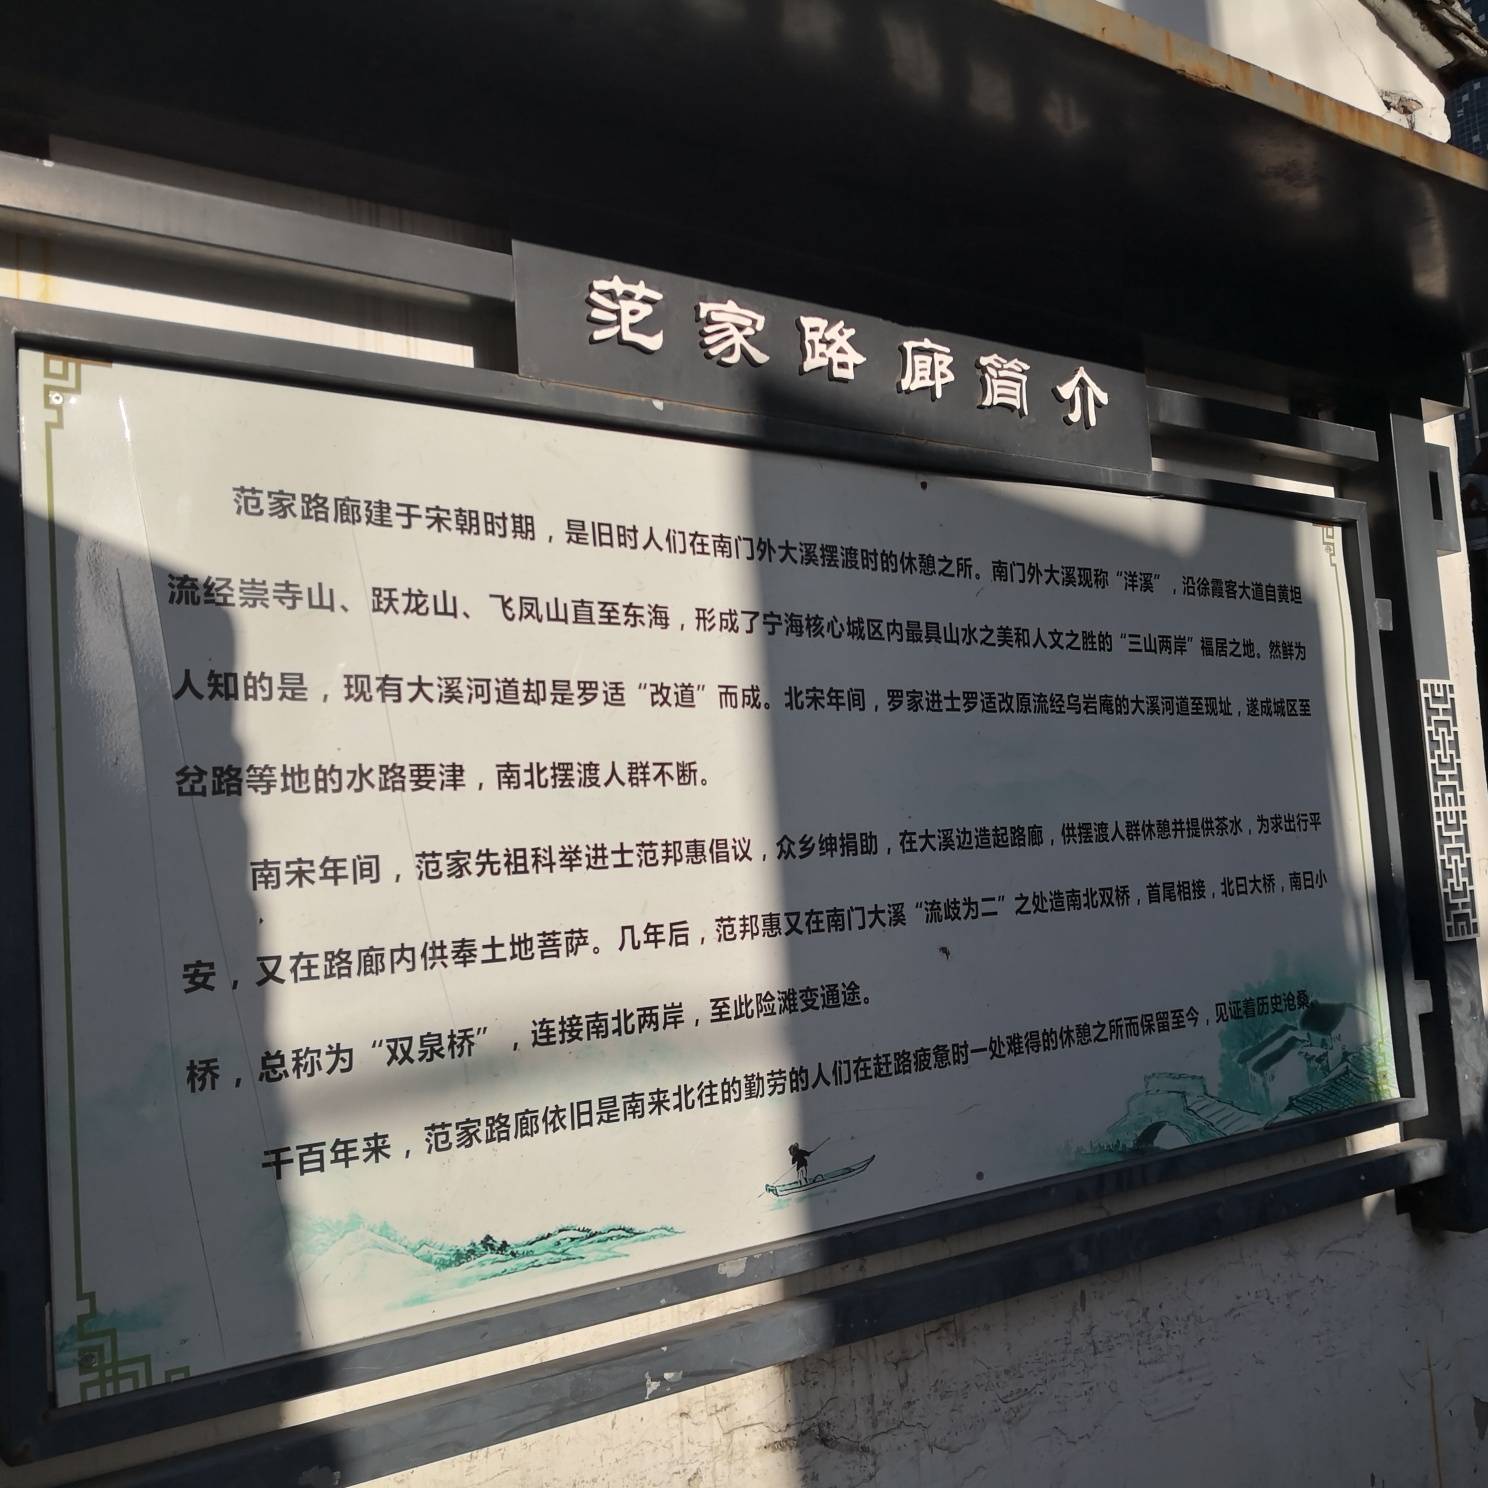 范家路廊简介
范家路廊建于宋朝时期，是旧时人们在南门外大溪摆渡时的休憩之所。南门外大溪现称“洋溪”，沿徐霞客大道自黄坦
流经崇寺山、跃龙山、飞凤山直至东海，形成了宁海核心城区内最具山水之美和人文之胜的“三山两岸”福居之地。然鲜为
人知的是，现有大溪河道却是罗适“改道”而成。北宋年间，罗家进士罗适改原流经乌岩庵的大溪河道至现址，遂成城区至
岔路等地的水路要津，南北摆渡人群不断。
南宋年间，范家先祖科举进士范邦惠倡议，众乡绅捐助，在大溪边造起路廊，供摆渡人群休憩并提供茶水，为求出行平
安，又在路廊内供奉土地菩萨。几年后，范邦惠又在南门大溪“流歧为二”之处造南北双桥，首尾相接，北曰大桥，南曰小
桥，总称为“双泉桥”，连接南北两岸，至此险滩变通途。
千百年来，范家路廊依旧是南来北往的勤劳的人们在赶路疲惫时一处难得的休憩之所而保留至今，见证着历史沧桑。